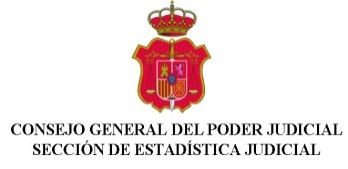 CONSEJO GENERAL DEL PODER JUDICIAL
SECCIÓN DE ESTADÍSTICA JUDICIAL